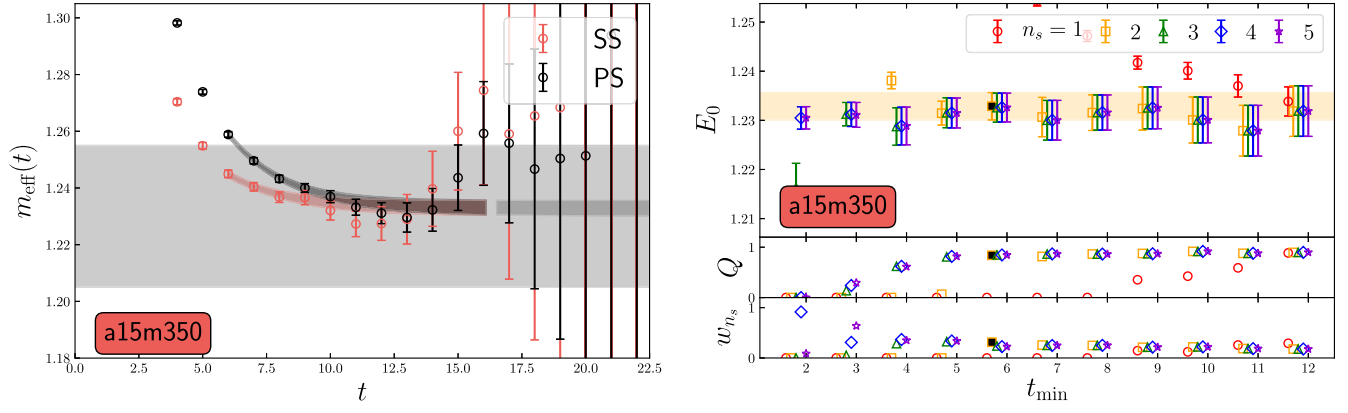 1.30
1.28
1.26
1.24
1.22
1.20
1.18
m_eff(t)
SS
PS
a15m350
0.0 2.5 5.0 7.5 10.0 12.5 15.0 17.5 20.0 22.5
t
1.25
1.24
1.23
1.22
1.21
E_0
n_s = 1 2 3 4 5
a15m350
1
0
Q
1
0
w_{n_s}
2 3 4 5 6 7 8 9 10 11 12
t_min